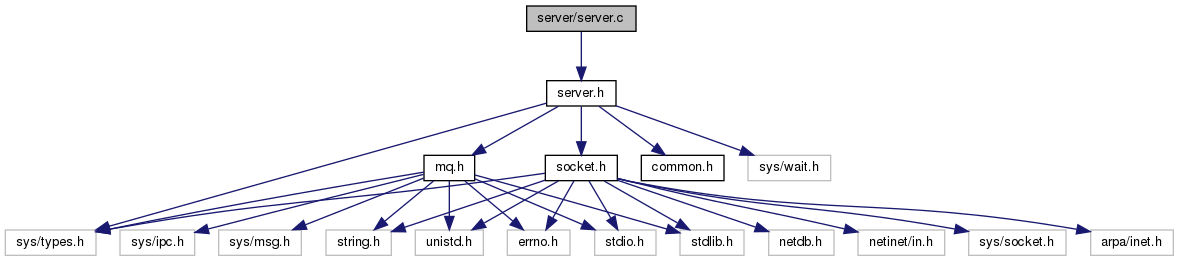 server/server.c
server.h
mq.h
socket.h
common.h
sys/wait.h
sys/types.h
sys/ipc.h
sys/msg.h
string.h
unistd.h
errno.h
stdio.h
stdlib.h
netdb.h
netinet/in.h
sys/socket.h
arpa/inet.h